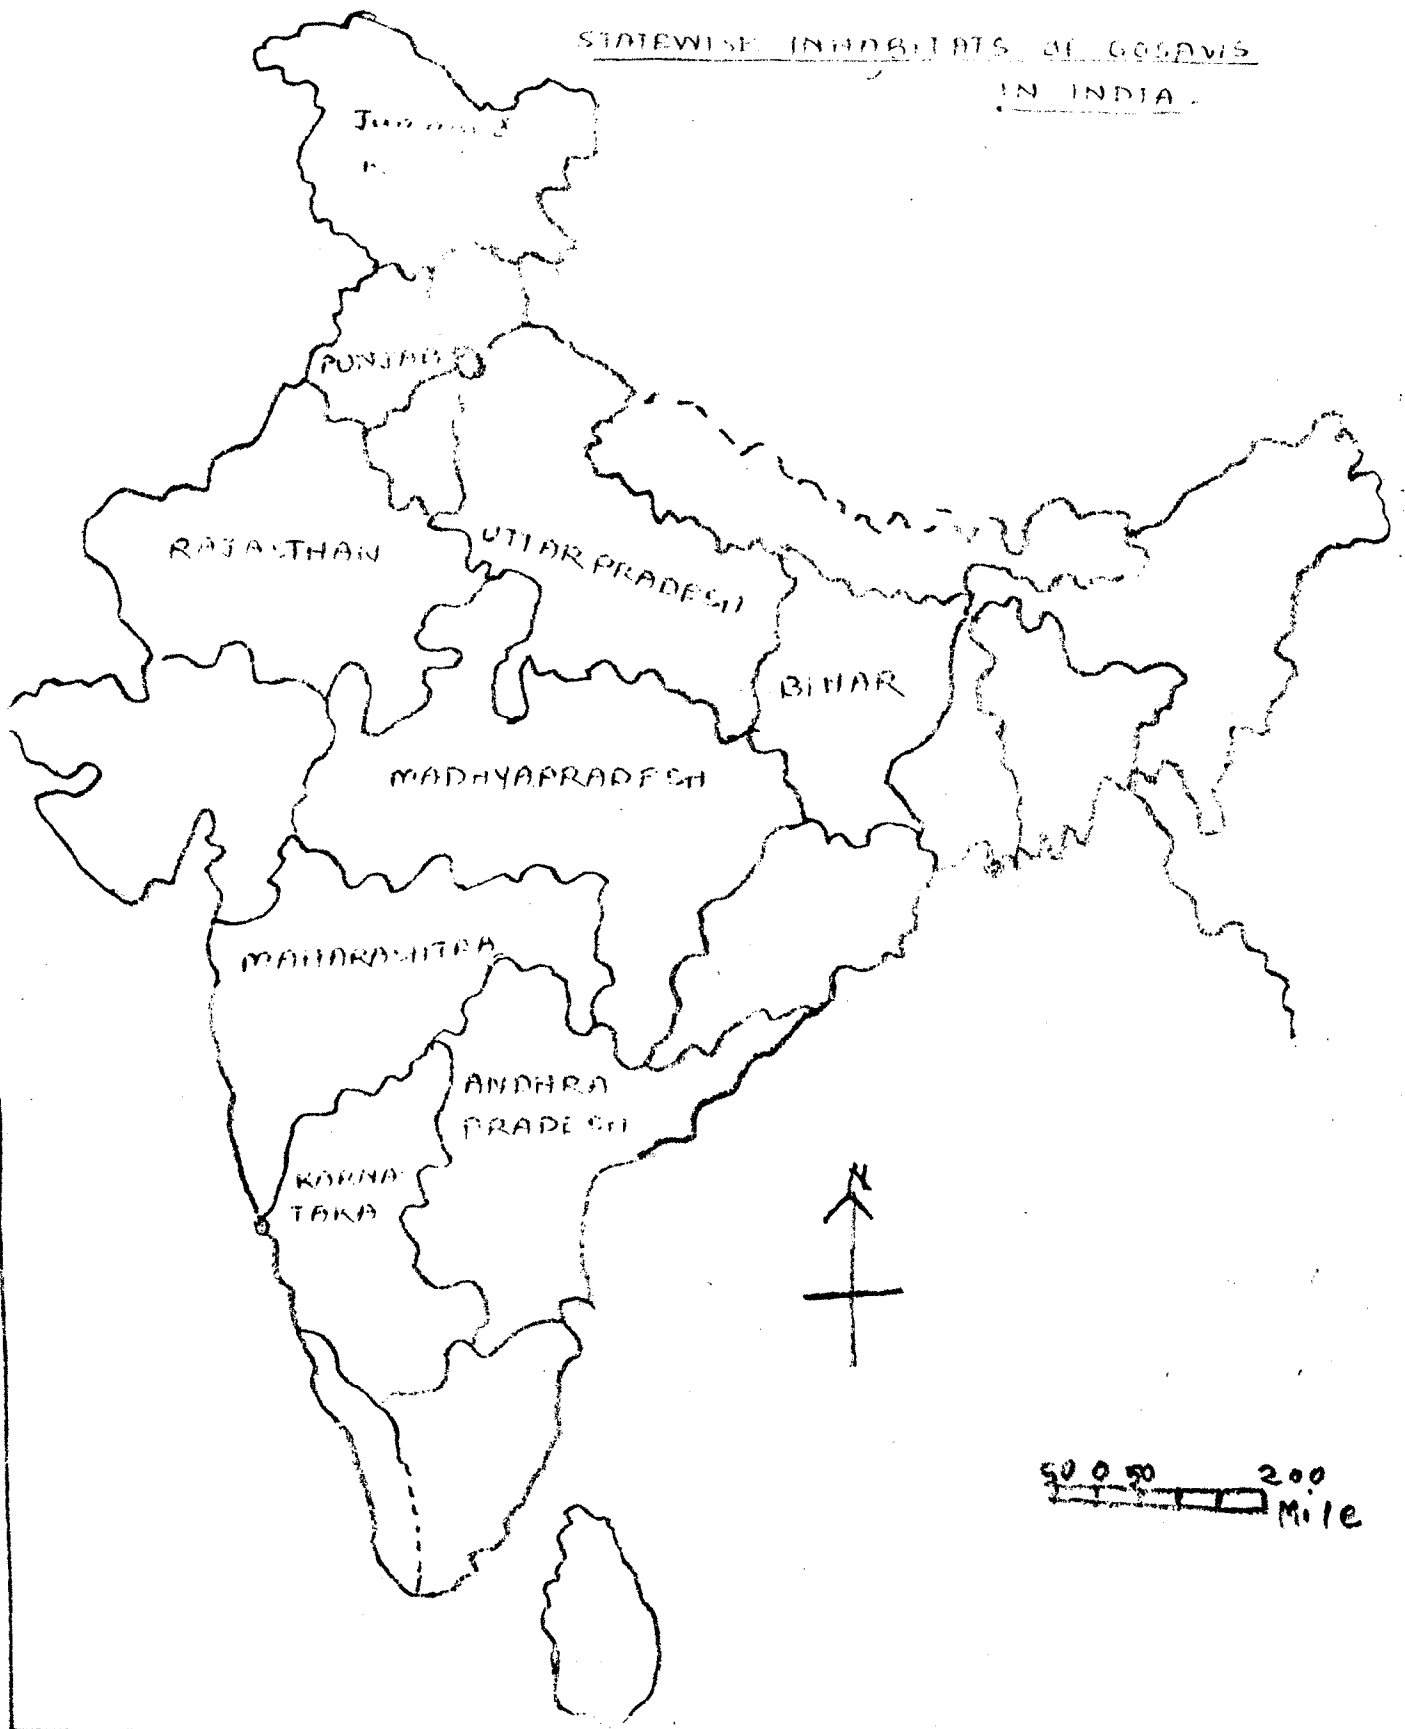 STATEWISE INHABITATS OF GOSAVIS
IN INDIA.
PUNJAB
RAJASTHAN
UTTAR PRADESH
BIHAR
MADHYAPRADESH
MAHARASHTRA
ANDHRA
PRADESH
KARNA-
TAKA
N
50 0 50 200
Mile